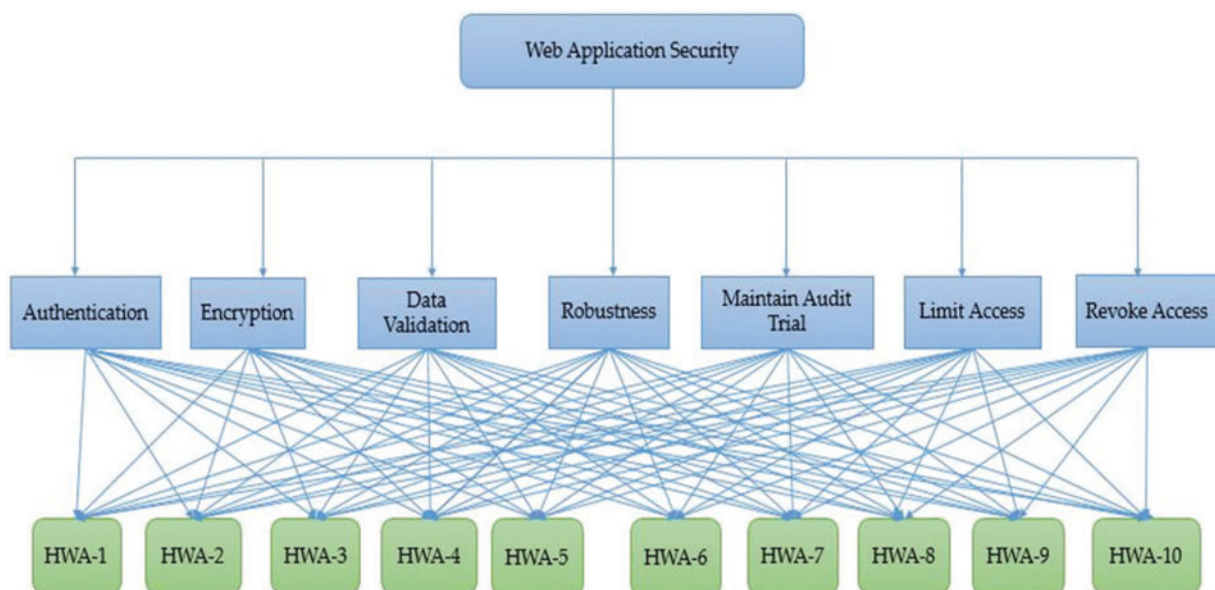 Web Application Security
Authentication
Encryption
Data
Validation
Robustness
Maintain Audit
Trial
Limit Access
Revoke Access
HWA-1
HWA-2
HWA-3
HWA-4
HWA-5
HWA-6
HWA-7
HWA-8
HWA-9
HWA-10